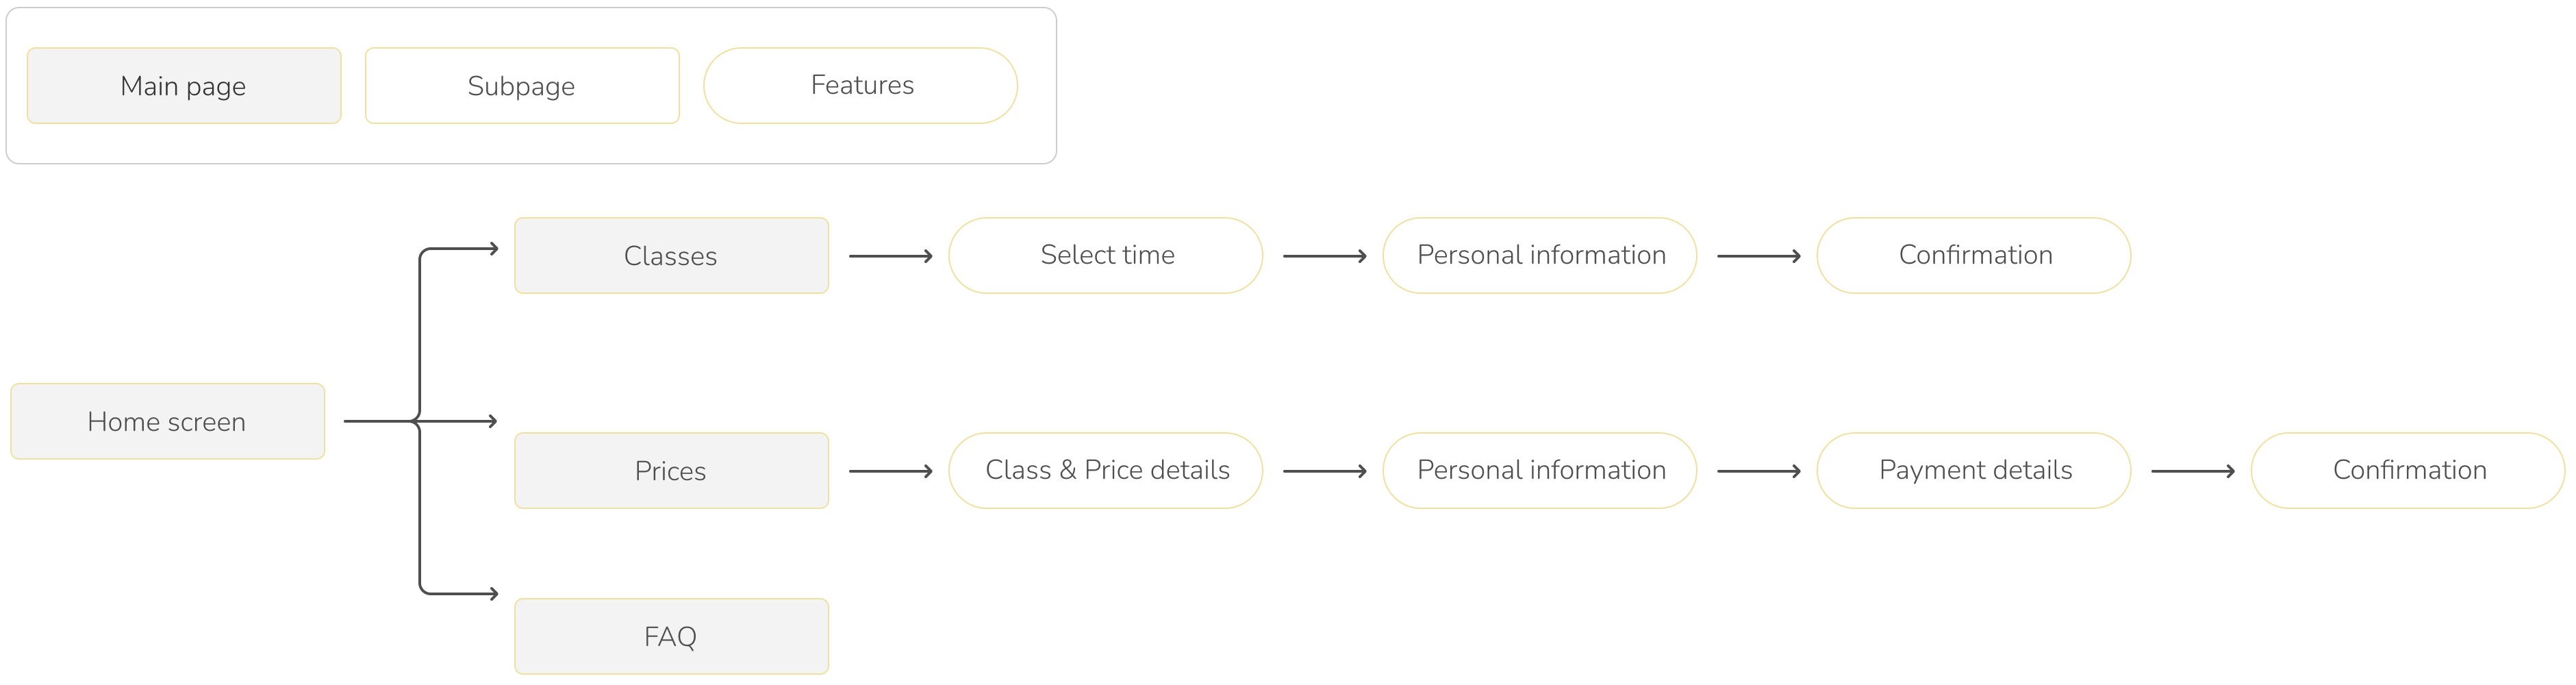 Main page
Subpage
Features
Classes
Select time
Personal information
Confirmation
Home screen
Prices
Class & Price details
Personal information
Payment details
Confirmation
FAQ